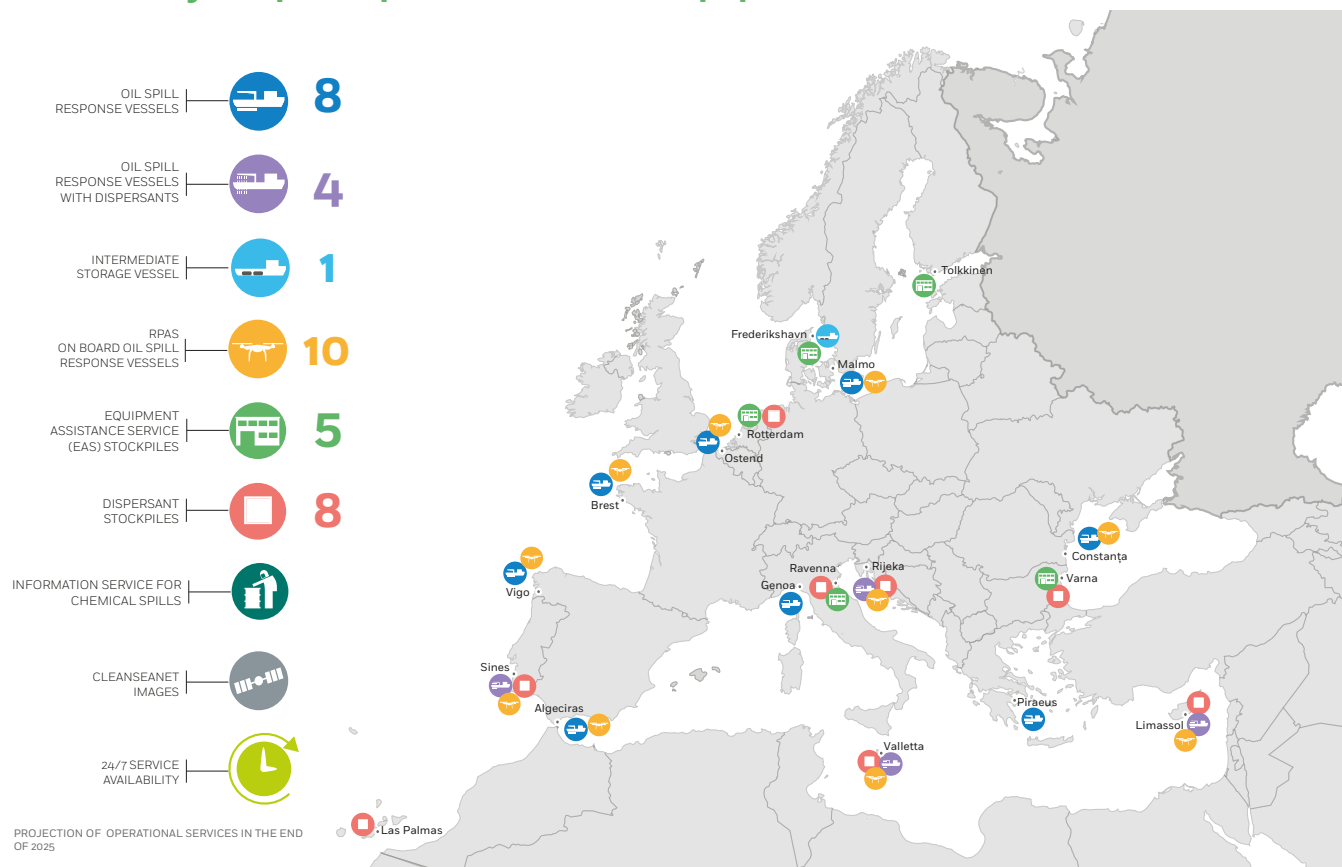 OIL SPILL
RESPONSE VESSELS
8
OIL SPILL
RESPONSE VESSELS
WITH DISPERSANTS
4
INTERMEDIATE
STORAGE VESSEL
1
RPAS
ON BOARD OIL SPILL
RESPONSE VESSELS
10
EQUIPMENT
ASSISTANCE SERVICE
(EAS) STOCKPILES
5
DISPERSANT
STOCKPILES
8
INFORMATION SERVICE FOR
CHEMICAL SPILLS
CLEANSEANET
IMAGES
24/7 SERVICE
AVAILABILITY
PROJECTION OF OPERATIONAL SERVICES IN THE END
OF 2025
Tolkkinen
Frederikshavn
Malmo
Rotterdam
Ostend
Brest
Constanța
Ravenna
Rijeka
Varna
Genoa
Vigo
Sines
Algeciras
Piraeus
Limassol
Valletta
Las Palmas